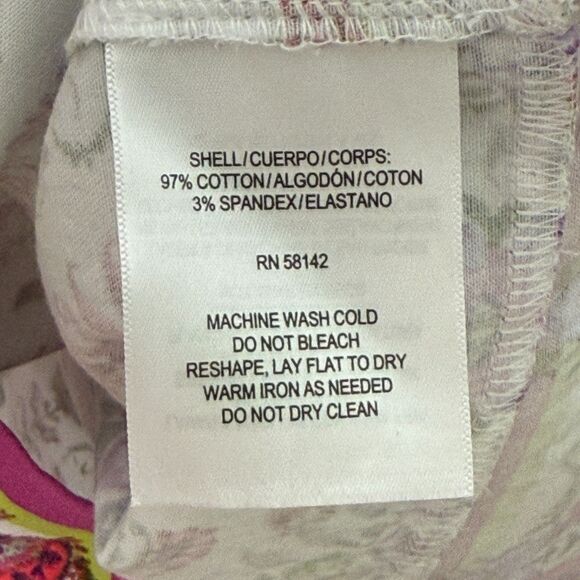 SHELL/CUERPO/CORPS:
97% COTTON/ALGODÓN/COTON
3% SPANDEX/ELASTANO
RN 58142
MACHINE WASH COLD
DO NOT BLEACH
RESHAPE, LAY FLAT TO DRY
WARM IRON AS NEEDED
DO NOT DRY CLEAN